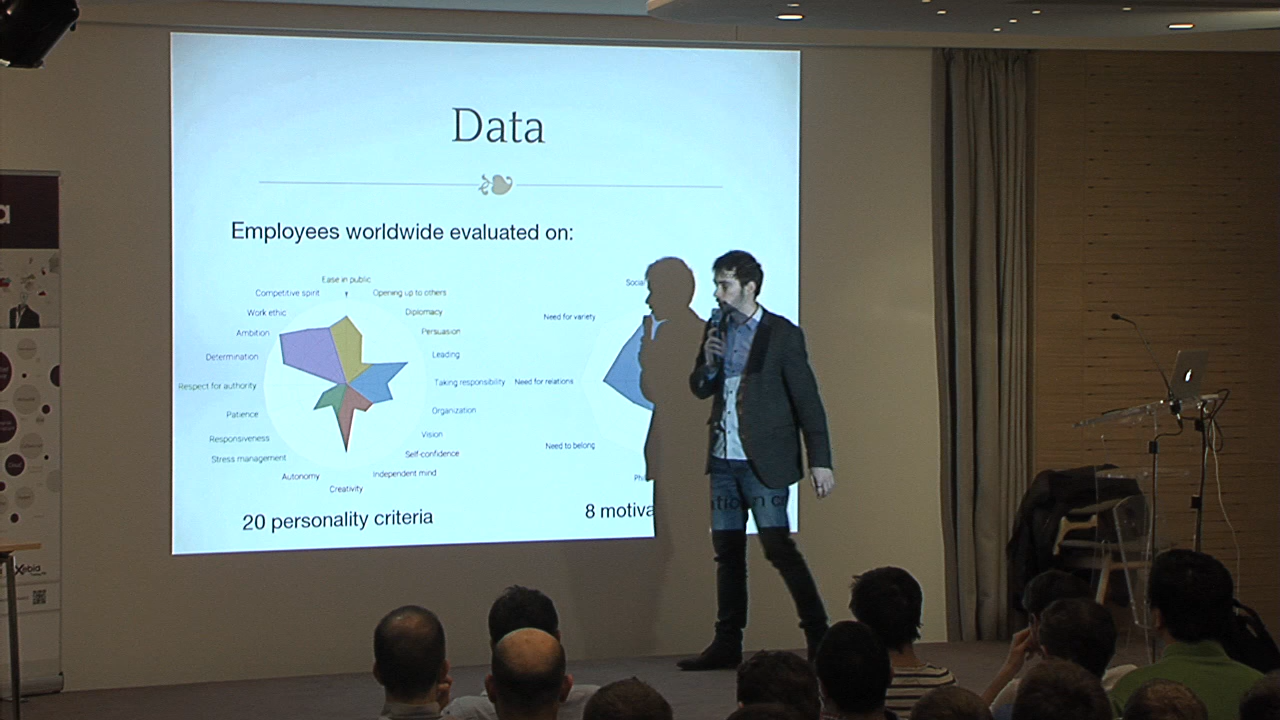 Data
Employees worldwide evaluated on:
Ease in public
Competitive spirit
Opening up to others
Work ethic
Diplomacy
Ambition
Persuasion
Determination
Leading
Respect for authority
Taking responsibility
Patience
Organization
Responsiveness
Vision
Stress management
Self-confidence
Autonomy
Independent mind
Creativity
20 personality criteria
Social
Need for variety
Need for relations
Need to belong
8 motiva
Xebia